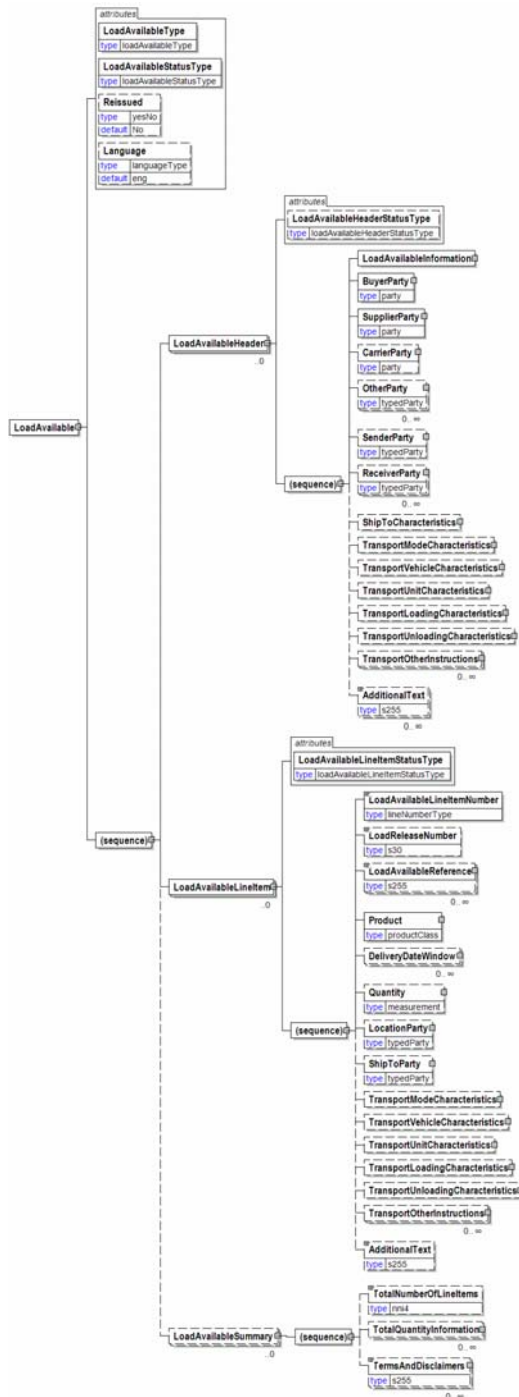 attributes
LoadAvailableType
type loadAvailableType
LoadAvailableStatusType
type loadAvailableStatusType
Reissued
type yesNo
default No
Language
type languageType
default eng
LoadAvailable
(sequence)
LoadAvailableHeader
..0
attributes
LoadAvailableHeaderStatusType
type loadAvailableHeaderStatusType
(sequence)
LoadAvailableInformation
BuyerParty
type party
SupplierParty
type party
CarrierParty
type party
OtherParty
type typedParty
0.. ∞
SenderParty
type typedParty
ReceiverParty
type typedParty
0.. ∞
ShipToCharacteristics
TransportModeCharacteristics
TransportVehicleCharacteristics
TransportUnitCharacteristics
TransportLoadingCharacteristics
TransportUnloadingCharacteristics
TransportOtherInstructions
0.. ∞
AdditionalText
type s255
0.. ∞
LoadAvailableLineItem
..0
attributes
LoadAvailableLineItemStatusType
type loadAvailableLineItemStatusType
(sequence)
LoadAvailableLineItemNumber
type lineNumberType
LoadReleaseNumber
type s30
LoadAvailableReference
type s255
0.. ∞
Product
type productClass
DeliveryDateWindow
0.. ∞
Quantity
type measurement
LocationParty
type typedParty
ShipToParty
type typedParty
TransportModeCharacteristics
TransportVehicleCharacteristics
TransportUnitCharacteristics
TransportLoadingCharacteristics
TransportUnloadingCharacteristics
TransportOtherInstructions
0.. ∞
AdditionalText
type s255
LoadAvailableSummary
..0
(sequence)
TotalNumberOfLineItems
type nni4
TotalQuantityInformation
0.. ∞
TermsAndDisclaimers
type s255
0.. ∞